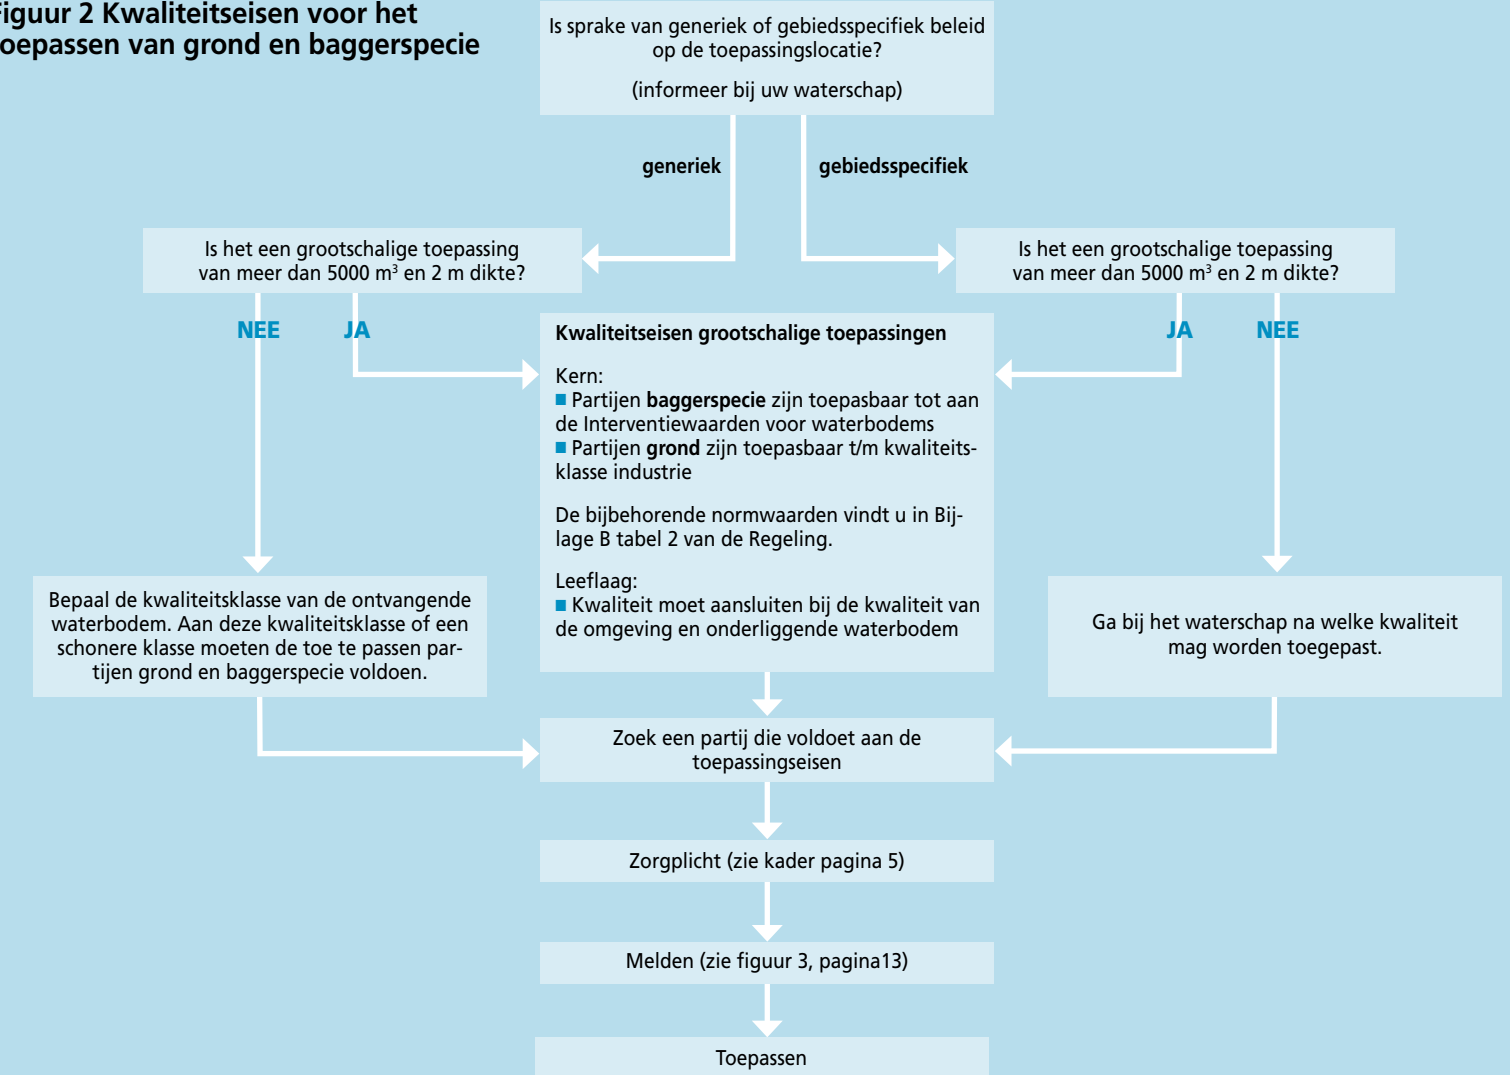 Figuur 2 Kwaliteitseisen voor het
toepassen van grond en baggerspecie
Is sprake van generiek of gebiedsspecifiek beleid
op de toepassingslocatie?
(informeer bij uw waterschap)
generiek
gebiedsspecifiek
Is het een grootschalige toepassing
van meer dan 5000 m³ en 2 m dikte?
Is het een grootschalige toepassing
van meer dan 5000 m³ en 2 m dikte?
NEE
JA
JA
NEE
Kwaliteitseisen grootschalige toepassingen
Kern:
■ Partijen baggerspecie zijn toepasbaar tot aan
de Interventiewaarden voor waterbodems
■ Partijen grond zijn toepasbaar t/m kwaliteits-
klasse industrie
De bijbehorende normwaarden vindt u in Bij-
lage B tabel 2 van de Regeling.
Leeflaag:
■ Kwaliteit moet aansluiten bij de kwaliteit van
de omgeving en onderliggende waterbodem
Bepaal de kwaliteitsklasse van de ontvangende
waterbodem. Aan deze kwaliteitsklasse of een
schonere klasse moeten de toe te passen par-
tijen grond en baggerspecie voldoen.
Ga bij het waterschap na welke kwaliteit
mag worden toegepast.
Zoek een partij die voldoet aan de
toepassingseisen
Zorgplicht (zie kader pagina 5)
Melden (zie figuur 3, pagina13)
Toepassen